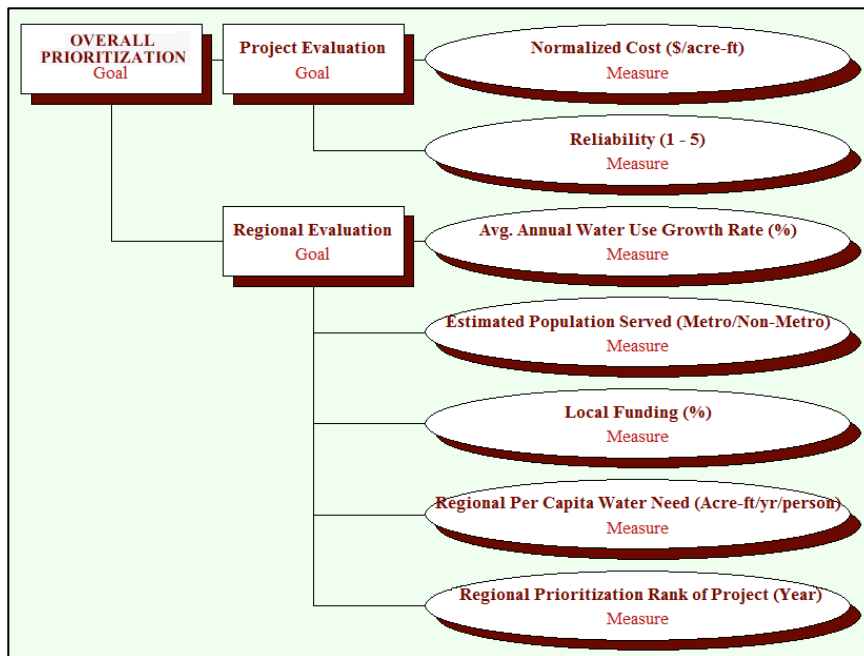 OVERALL
PRIORITIZATION
Goal
Project Evaluation
Goal
Normalized Cost ($/acre-ft)
Measure
Reliability (1 - 5)
Measure
Regional Evaluation
Goal
Avg. Annual Water Use Growth Rate (%)
Measure
Estimated Population Served (Metro/Non-Metro)
Measure
Local Funding (%)
Measure
Regional Per Capita Water Need (Acre-ft/yr/person)
Measure
Regional Prioritization Rank of Project (Year)
Measure